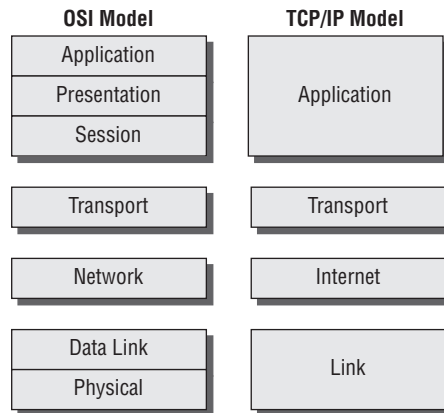 OSI Model
Application
Presentation
Session
Transport
Network
Data Link
Physical
TCP/IP Model
Application
Transport
Internet
Link